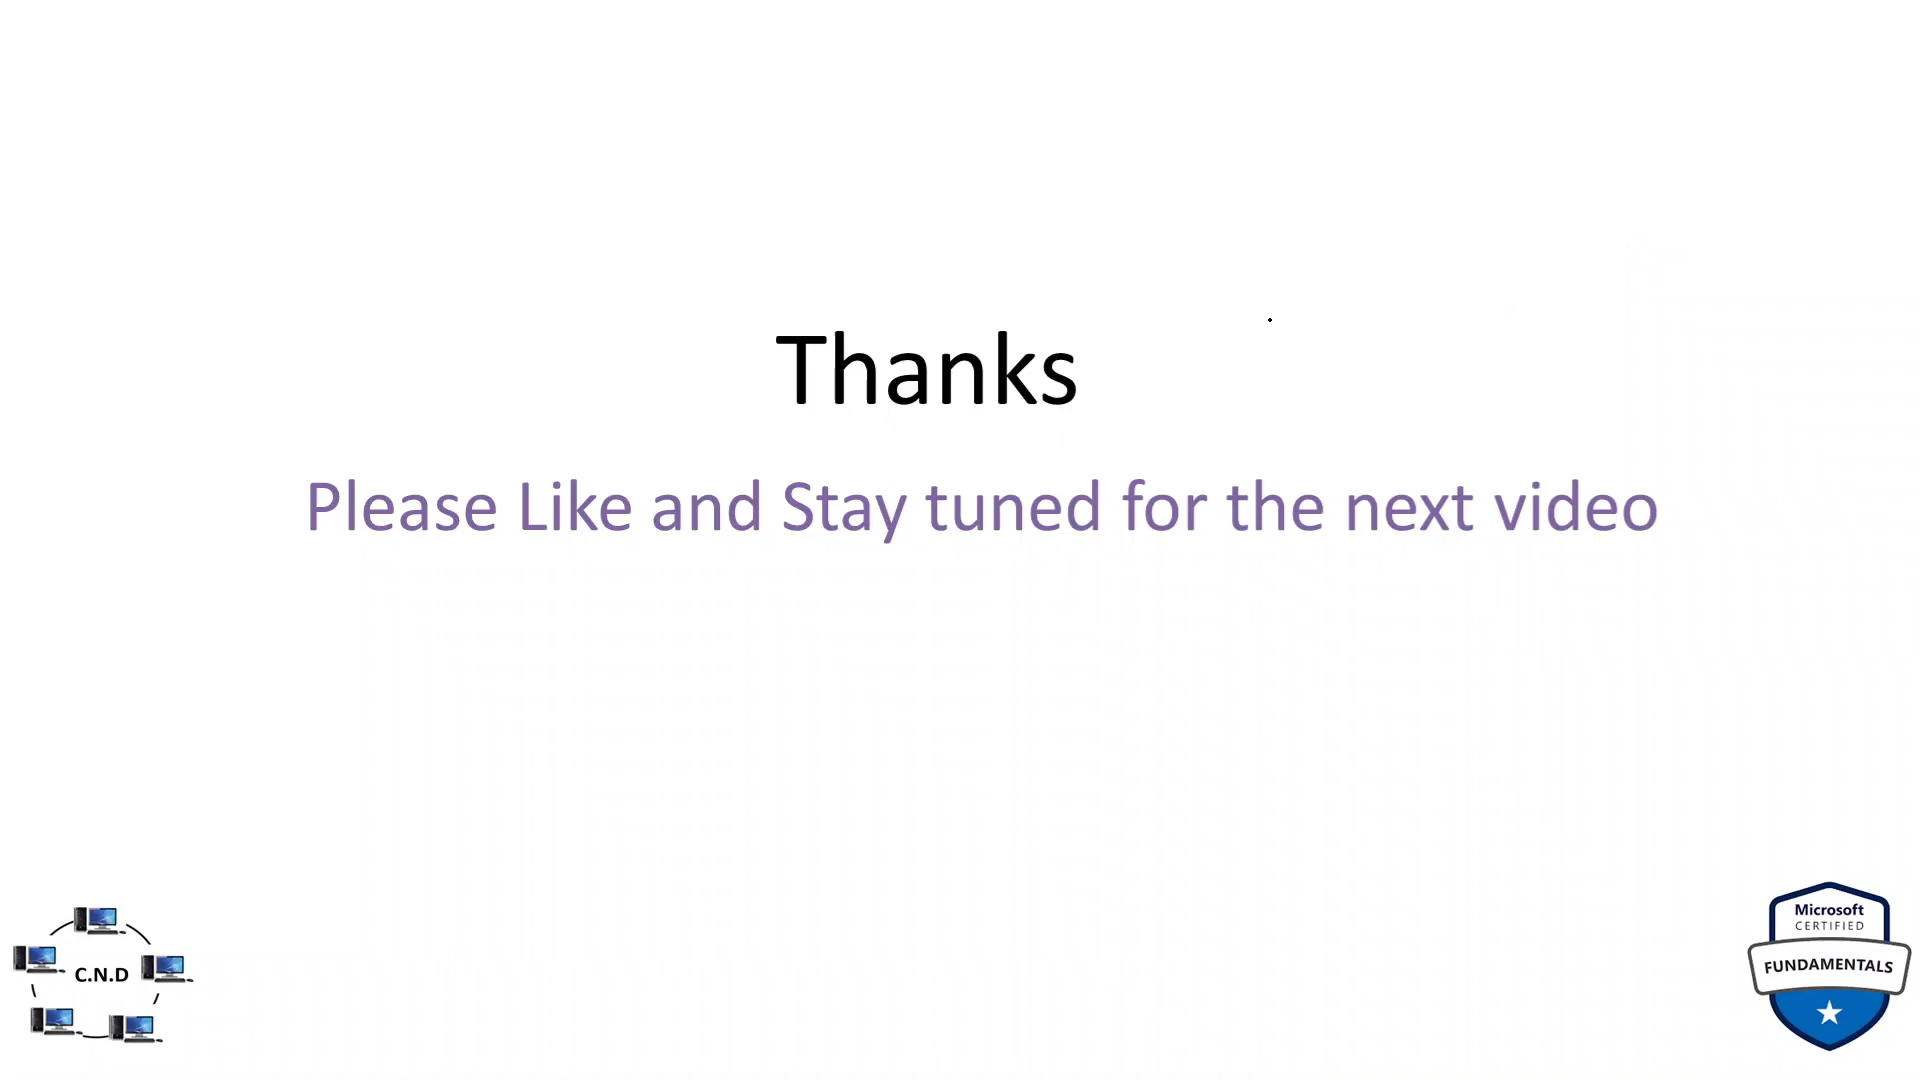 Thanks
Please Like and Stay tuned for the next video
C.N.D
Microsoft
CERTIFIED
FUNDAMENTALS